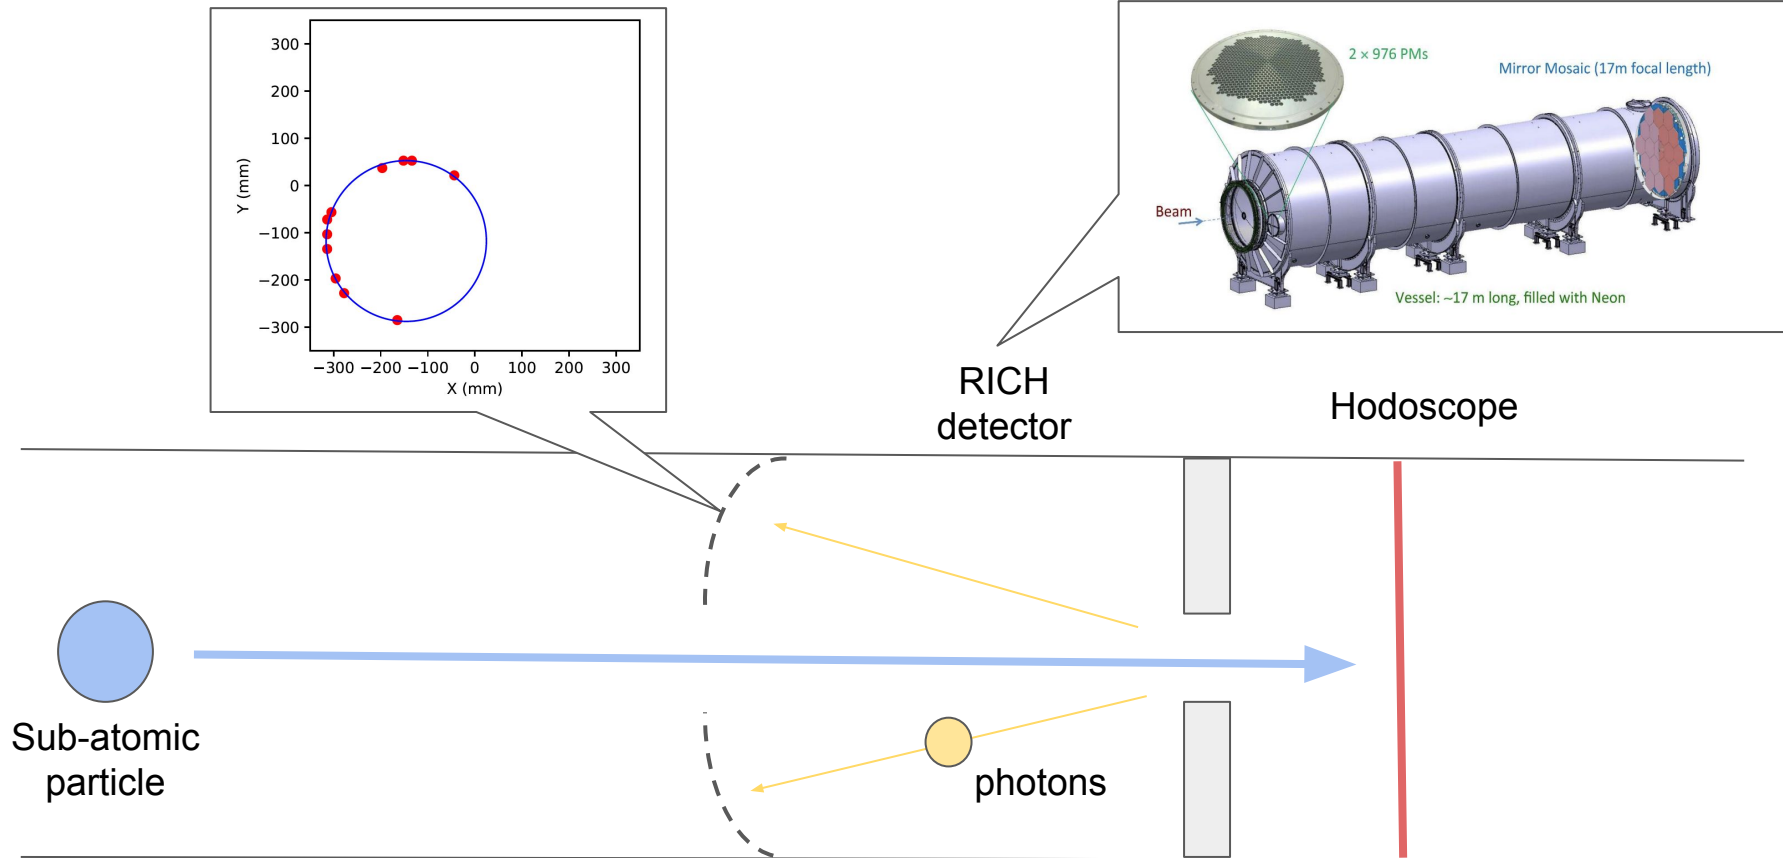 300
200
100
0
−100
−200
−300
Y (mm)
−300 −200 −100 0 100 200 300
X (mm)
2 × 976 PMs
Mirror Mosaic (17m focal length)
Beam
Vessel: ~17 m long, filled with Neon
RICH
detector
Hodoscope
Sub-atomic
particle
photons